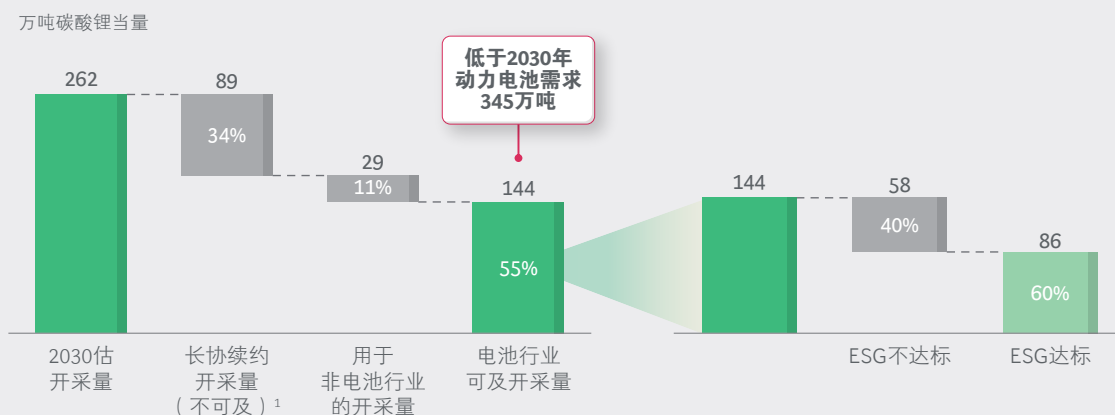 万吨碳酸锂当量
低于2030年
动力电池需求
345万吨
262
89
34%
29
11%
144
55%
144
58
40%
86
60%
2030估
开采量
长协续约
开采量
（不可及）1
用于
非电池行业
的开采量
电池行业
可及开采量
ESG不达标
ESG达标